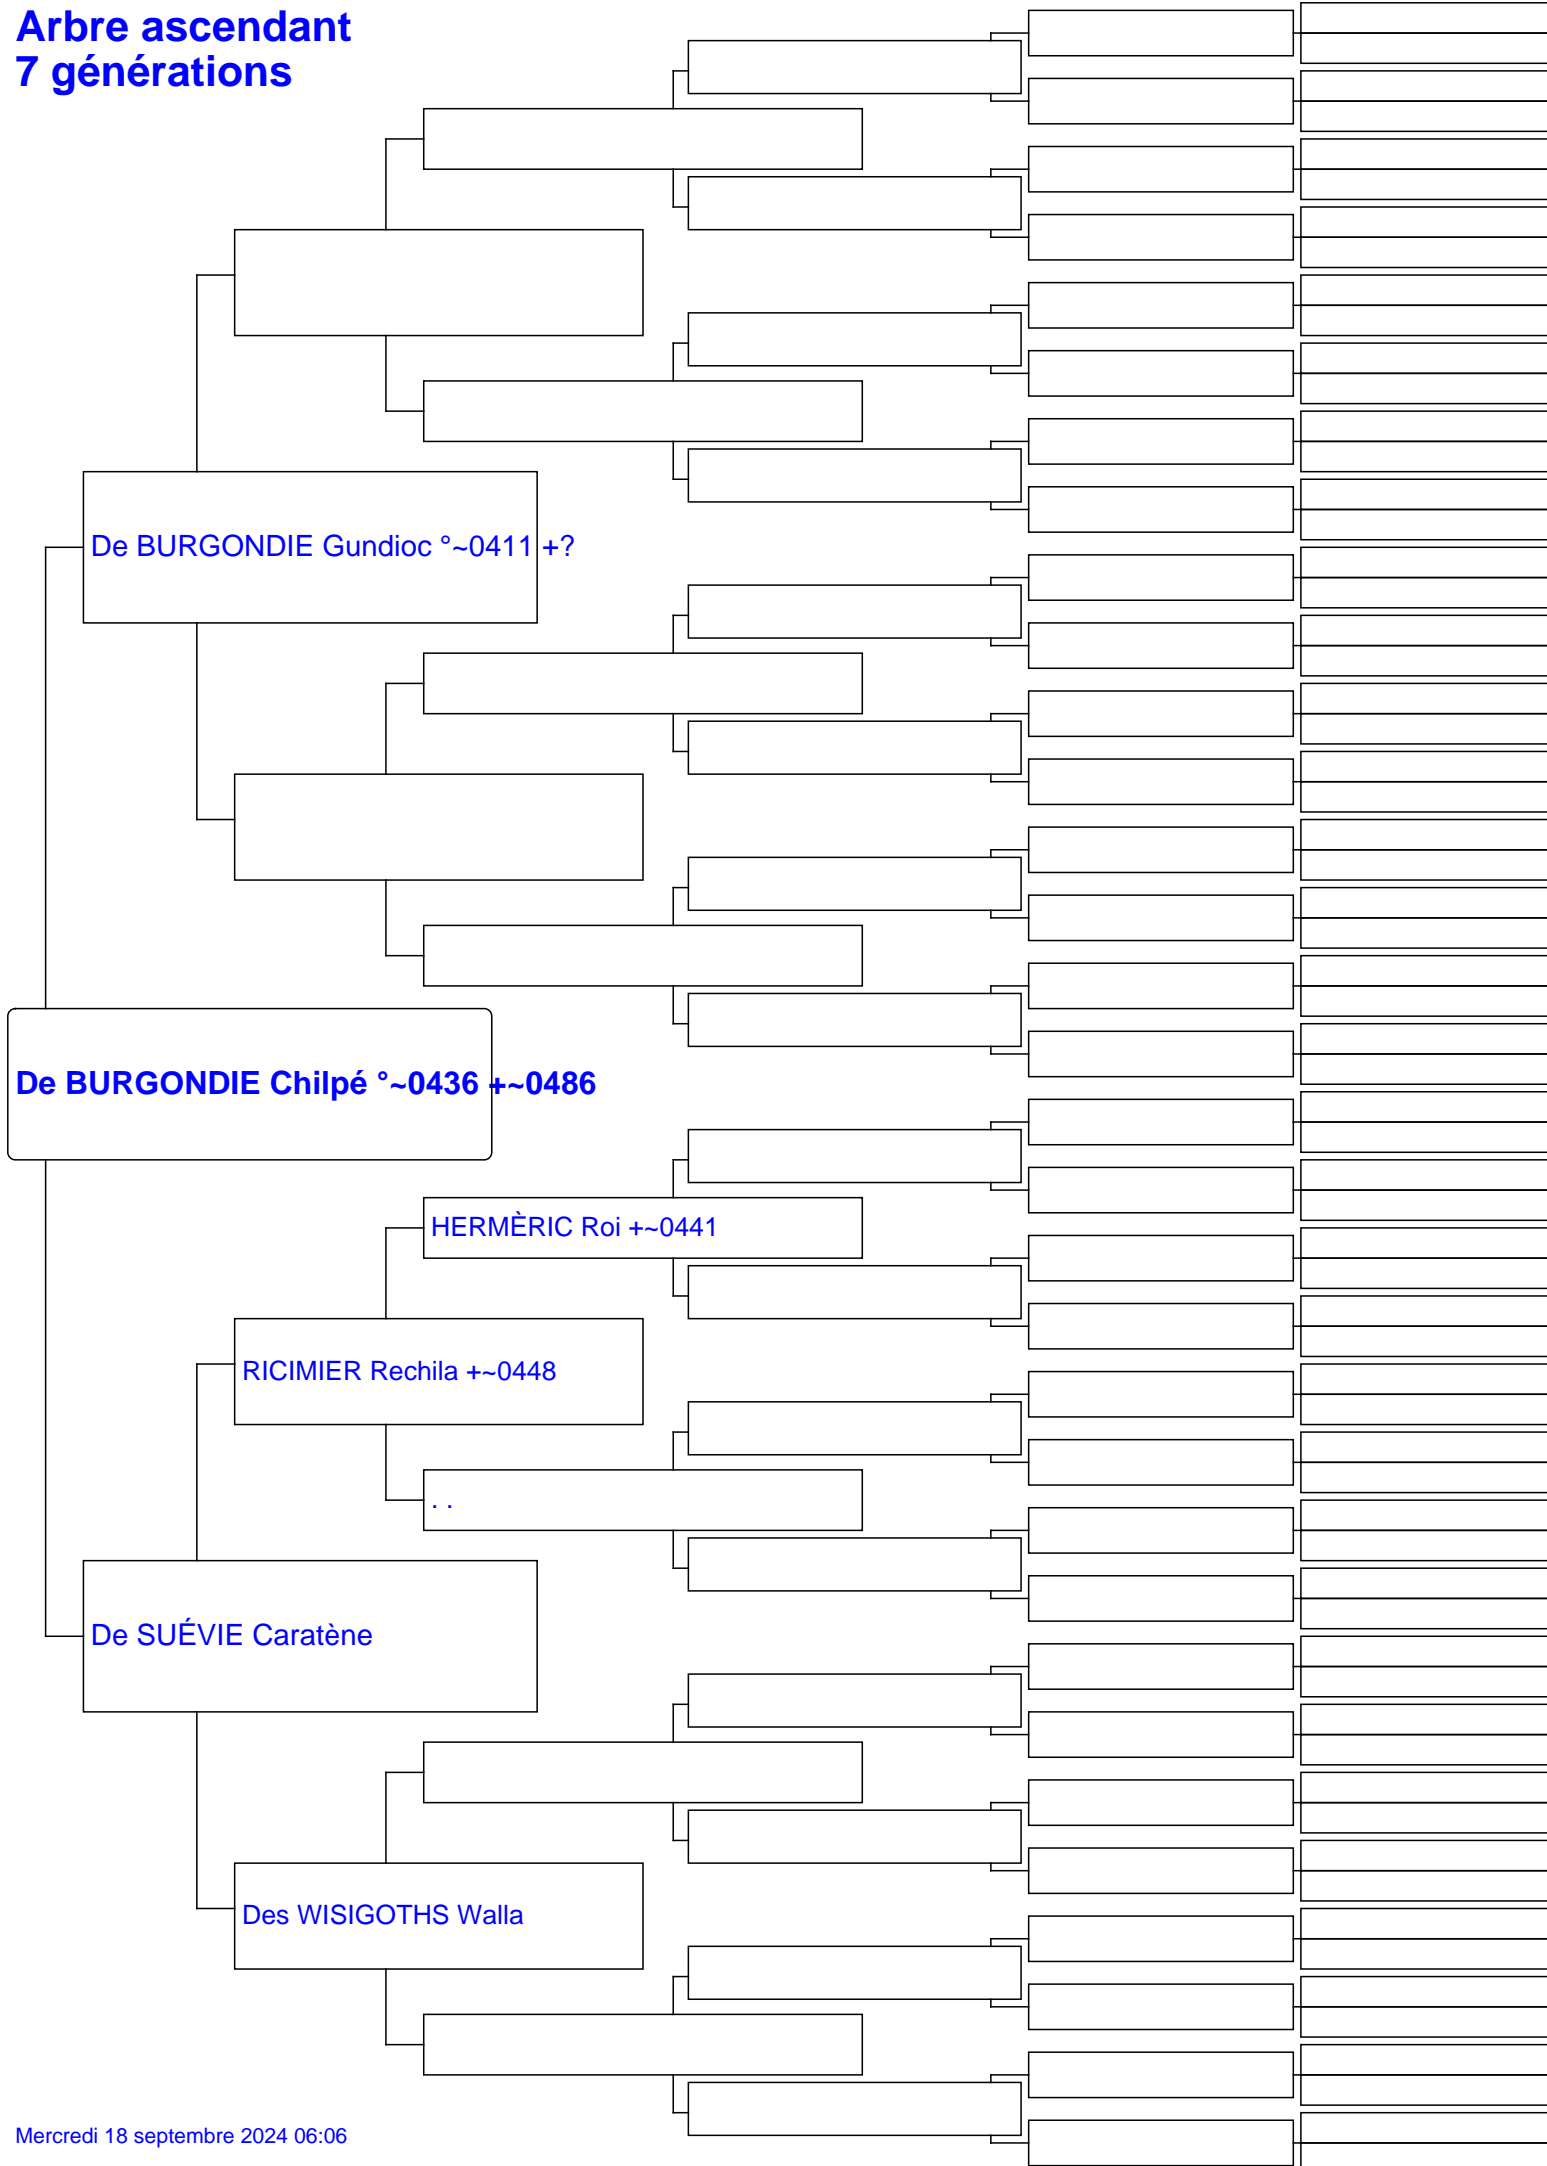 Arbre ascendant
7 générations
De BURGONDIE Gundioc °~0411 +?
De BURGONDIE Chilpé °~0436 +~0486
HERMÈRIC Roi +~0441
RICIMIER Rechila +~0448
. .
De SUÉVIE Caratène
Des WISIGOTHS Walla
Mercredi 18 septembre 2024 06:06